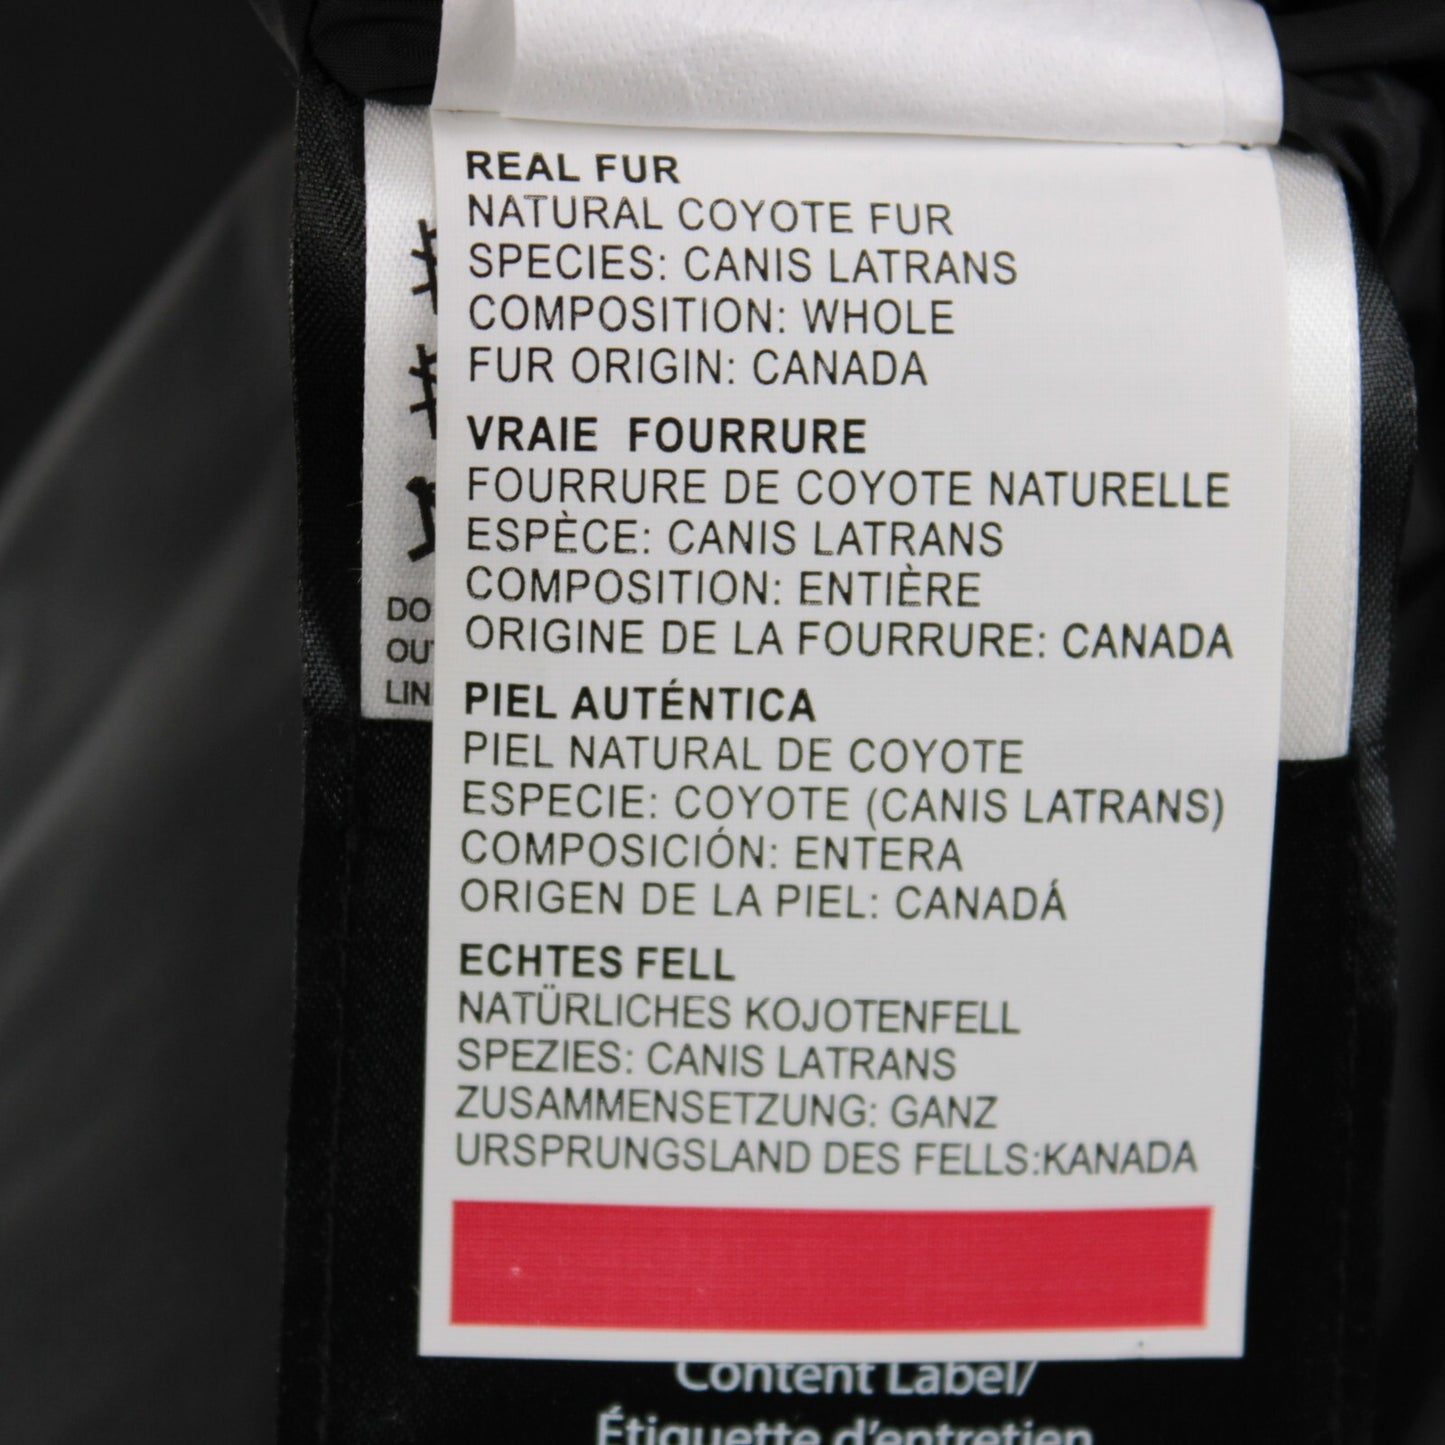 REAL FUR
NATURAL COYOTE FUR
SPECIES: CANIS LATRANS
COMPOSITION: WHOLE
FUR ORIGIN: CANADA
VRAIE FOURRURE
FOURRURE DE COYOTE NATURELLE
ESPÈCE: CANIS LATRANS
COMPOSITION: ENTIÈRE
ORIGINE DE LA FOURRURE: CANADA
PIEL AUTÉNTICA
PIEL NATURAL DE COYOTE
ESPECIE: COYOTE (CANIS LATRANS)
COMPOSICIÓN: ENTERA
ORIGEN DE LA PIEL: CANADÁ
ECHTES FELL
NATÜRLICHES KOJOTENFELL
SPEZIES: CANIS LATRANS
ZUSAMMENSETZUNG: GANZ
URSPRUNGSLAND DES FELLS:KANADA
DO
OU
LIN
Content Label/
Étiquette d'entretien